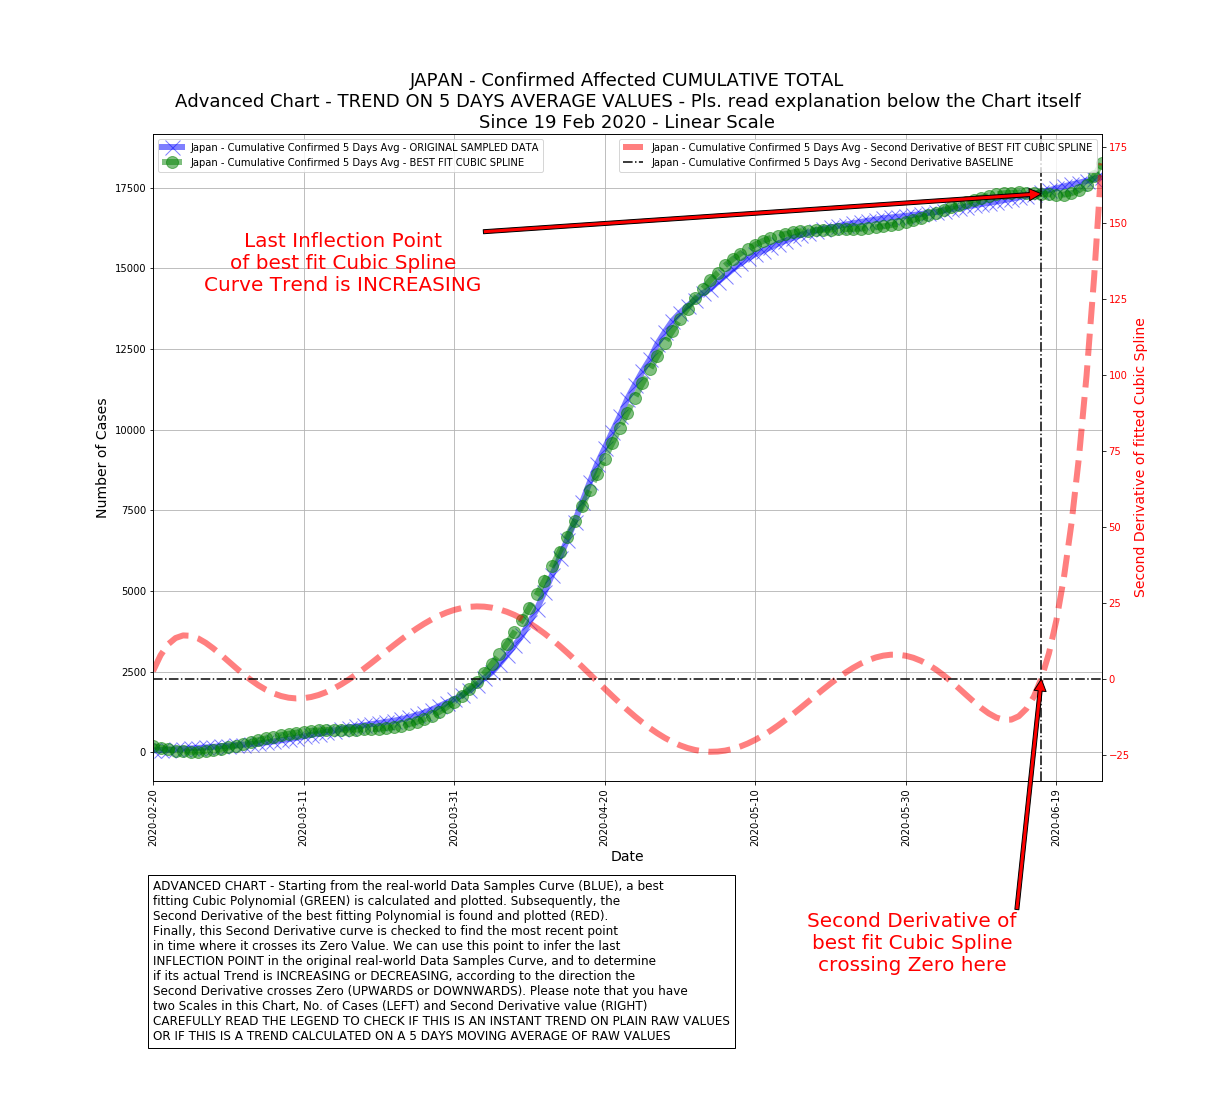 JAPAN - Confirmed Affected CUMULATIVE TOTAL
Advanced Chart - TREND ON 5 DAYS AVERAGE VALUES - Pls. read explanation below the Chart itself
Since 19 Feb 2020 - Linear Scale
Japan - Cumulative Confirmed 5 Days Avg - ORIGINAL SAMPLED DATA
Japan - Cumulative Confirmed 5 Days Avg - BEST FIT CUBIC SPLINE
Japan - Cumulative Confirmed 5 Days Avg - Second Derivative of BEST FIT CUBIC SPLINE
Japan - Cumulative Confirmed 5 Days Avg - Second Derivative BASELINE
Number of Cases
17500
15000
12500
10000
7500
5000
2500
0
Last Inflection Point
of best fit Cubic Spline
Curve Trend is INCREASING
175
150
125
100
75
50
25
0
−25
Second Derivative of fitted Cubic Spline
2020-02-20
2020-03-11
2020-03-31
2020-04-20
2020-05-10
2020-05-30
2020-06-19
Date
ADVANCED CHART - Starting from the real-world Data Samples Curve (BLUE), a best
fitting Cubic Polynomial (GREEN) is calculated and plotted. Subsequently, the
Second Derivative of the best fitting Polynomial is found and plotted (RED).
Finally, this Second Derivative curve is checked to find the most recent point
in time where it crosses its Zero Value. We can use this point to infer the last
INFLECTION POINT in the original real-world Data Samples Curve, and to determine
if its actual Trend is INCREASING or DECREASING, according to the direction the
Second Derivative crosses Zero (UPWARDS or DOWNWARDS). Please note that you have
two Scales in this Chart, No. of Cases (LEFT) and Second Derivative value (RIGHT)
CAREFULLY READ THE LEGEND TO CHECK IF THIS IS AN INSTANT TREND ON PLAIN RAW VALUES
OR IF THIS IS A TREND CALCULATED ON A 5 DAYS MOVING AVERAGE OF RAW VALUES
Second Derivative of
best fit Cubic Spline
crossing Zero here